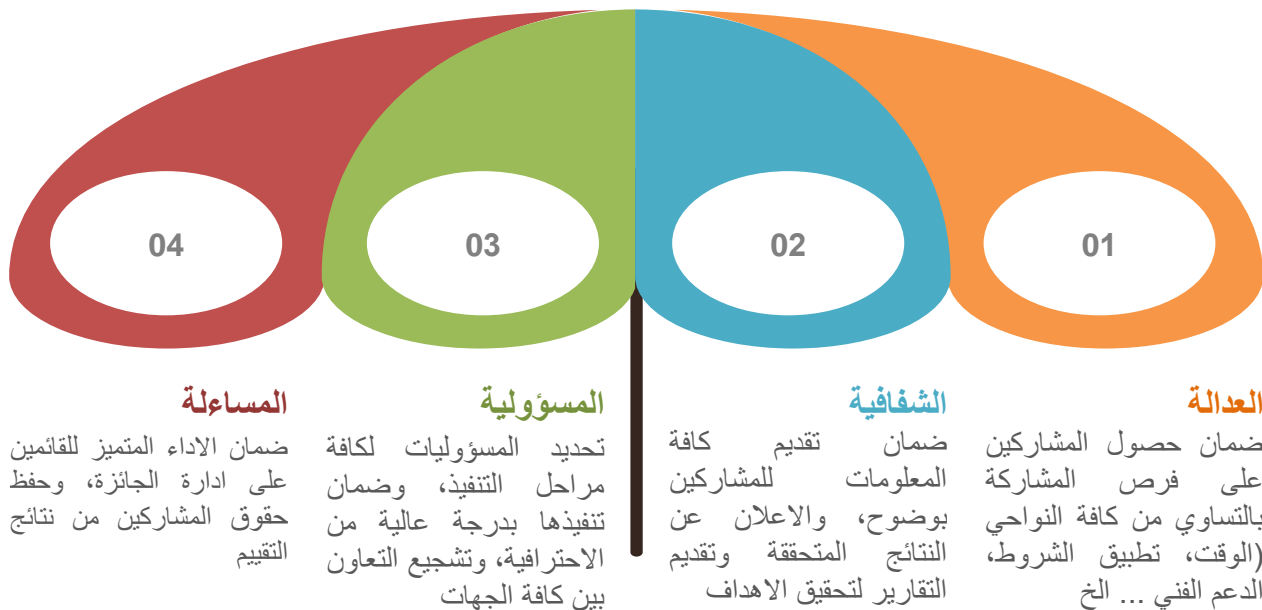 01
02
03
04
العدالة
ضمان حصول المشاركين
على فرص المشاركة
بالتساوي من كافة النواحي
(الوقت، تطبيق الشروط،
الدعم الفني ... الخ
الشفافية
ضمان تقديم كافة
المعلومات للمشاركين
بوضوح، والاعلان عن
النتائج المتحققة وتقديم
التقارير لتحقيق الاهداف
المسؤولية
تحديد المسؤوليات لكافة
مراحل التنفيذ، وضمان
تنفيذها بدرجة عالية من
الاحترافية، وتشجيع التعاون
بين كافة الجهات
المساءلة
ضمان الاداء المتميز للقائمين
على ادارة الجائزة، وحفظ
حقوق المشاركين من نتائج
التقييم